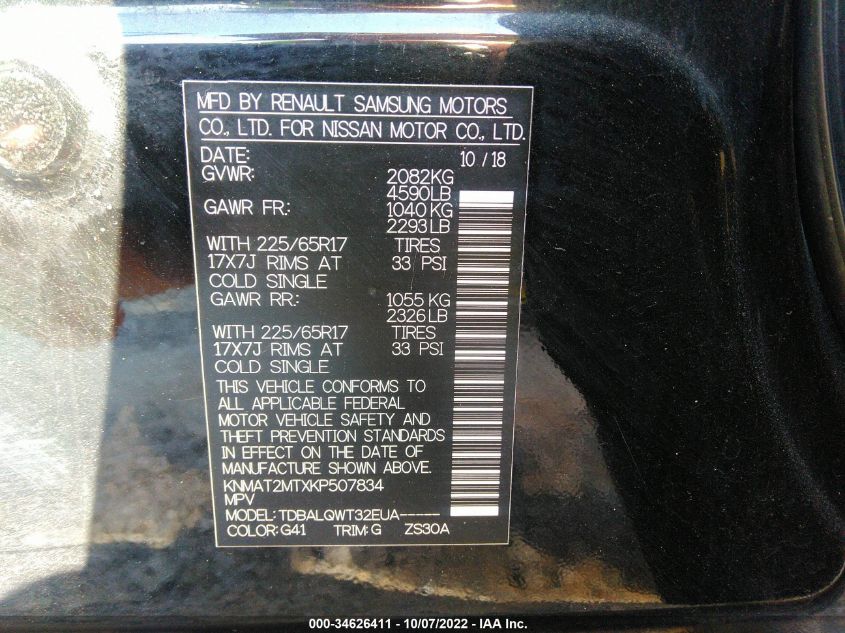 MFD BY RENAULT SAMSUNG MOTORS
CO., LTD. FOR NISSAN MOTOR CO., LTD.
DATE: 10 / 18
GVWR: 2082KG
4590LB
GAWR FR.: 1040 KG
2293 LB
WITH 225/65R17 TIRES
17X7J RIMS AT 33 PSI
COLD SINGLE
GAWR RR.: 1055 KG
2326 LB
WITH 225/65R17 TIRES
17X7J RIMS AT 33 PSI
COLD SINGLE
THIS VEHICLE CONFORMS TO
ALL APPLICABLE FEDERAL
MOTOR VEHICLE SAFETY AND
THEFT PREVENTION STANDARDS
IN EFFECT ON THE DATE OF
MANUFACTURE SHOWN ABOVE.
KNMAT2MTXKP507834
MPV
MODEL: TDBALQWT32EUA-----
COLOR: G41 TRIM: G ZS30A
000-34626411 - 10/07/2022 - IAA Inc.